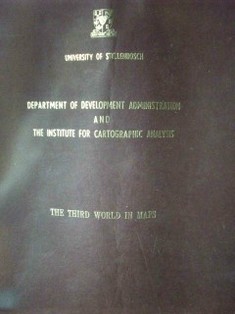 UNIVERSITY OF STELLENBOSCH
DEPARTMENT OF DEVELOPMENT ADMINISTRATION
AND
THE INSTITUTE FOR CARTOGRAPHIC ANALYSIS
THE THIRD WORLD IN MAPS